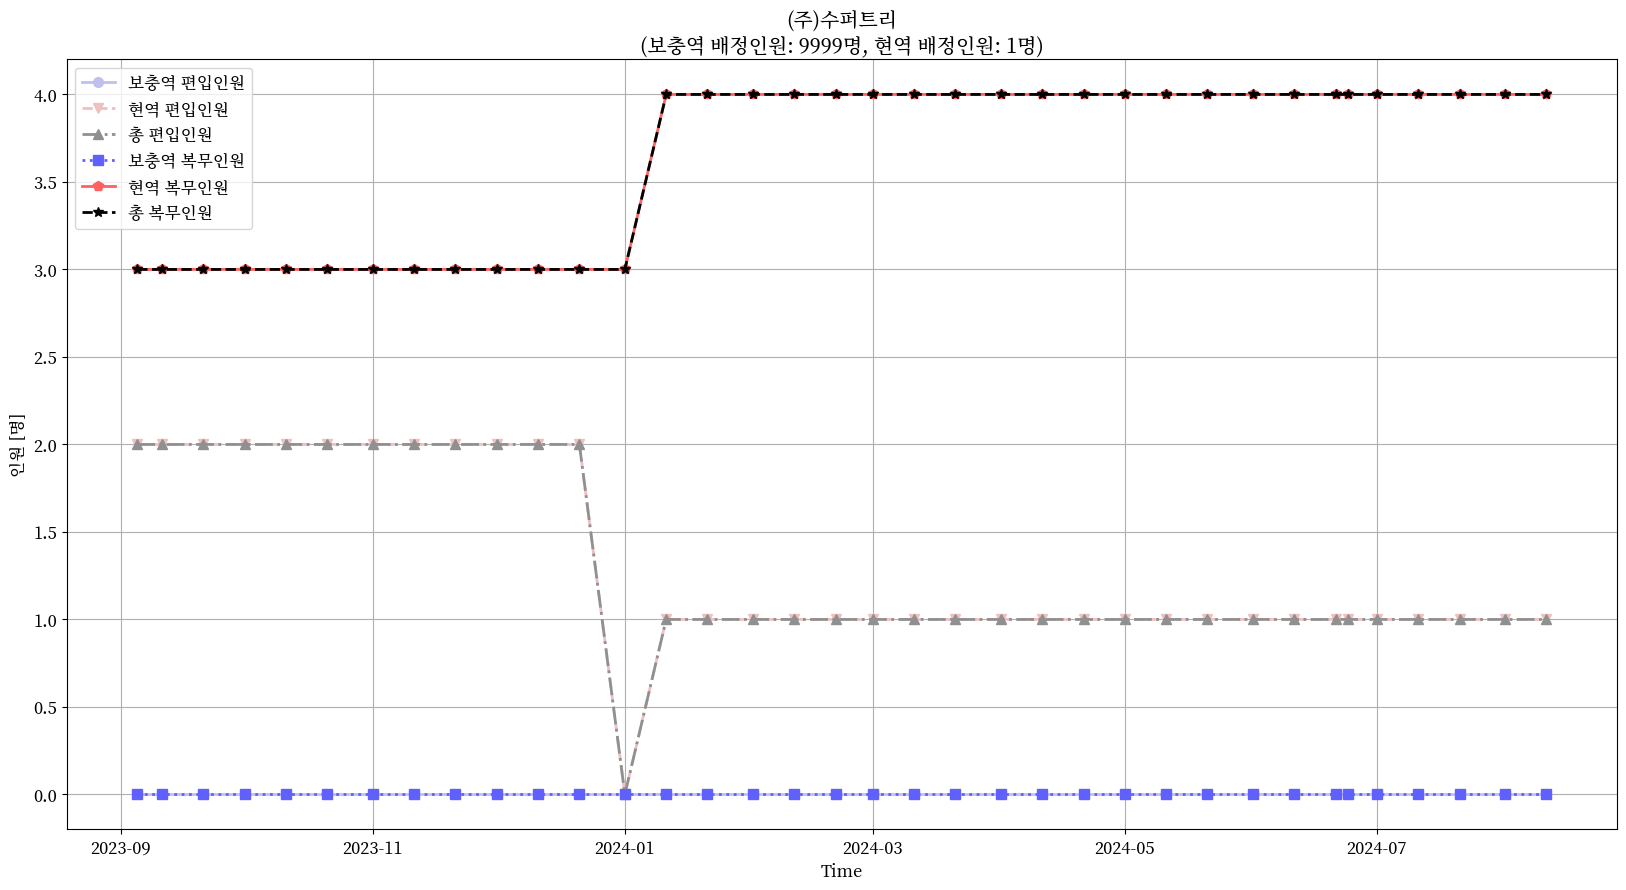 (주)수퍼트리
(보충역 배정인원: 9999명, 현역 배정인원: 1명)
보충역 편입인원
현역 편입인원
총 편입인원
보충역 복무인원
현역 복무인원
총 복무인원
4.0
3.5
3.0
2.5
2.0
1.5
1.0
0.5
0.0
인원 [명]
2023-09
2023-11
2024-01
2024-03
2024-05
2024-07
Time